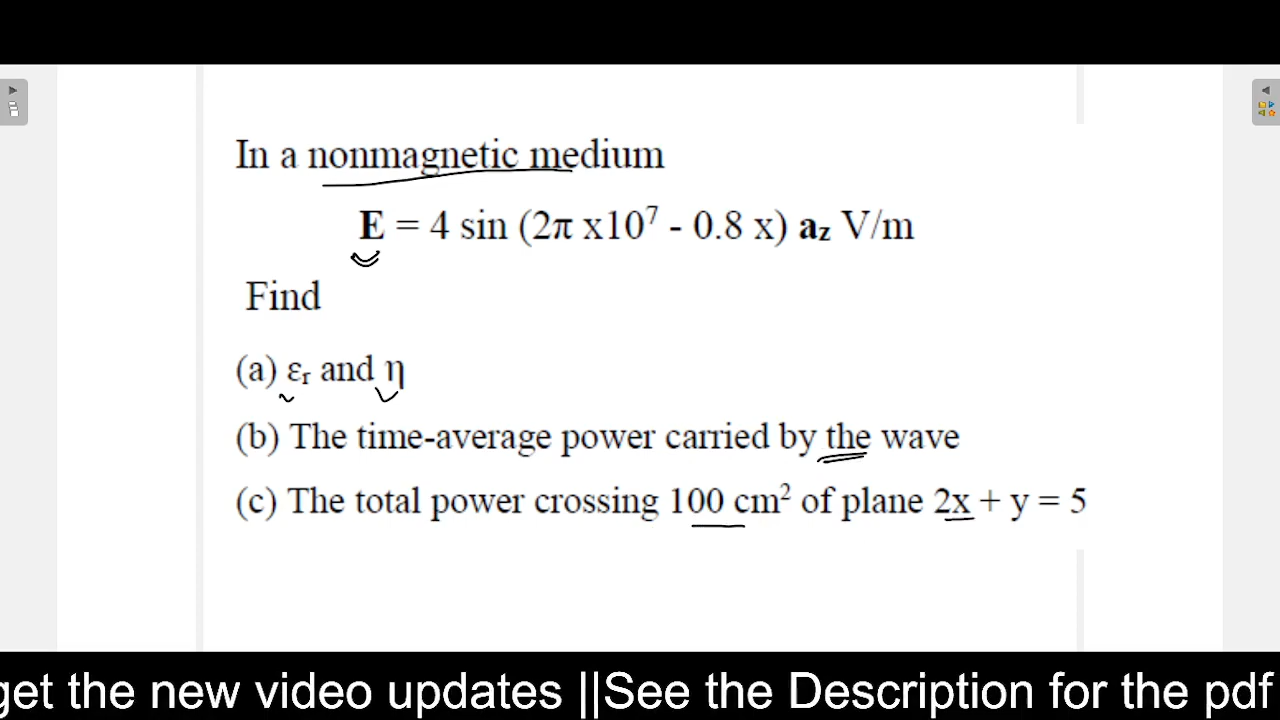 In a nonmagnetic medium
E = 4 sin (2π x10⁷ - 0.8 x) a_z V/m
Find
(a) εᵣ and η
(b) The time-average power carried by the wave
(c) The total power crossing 100 cm² of plane 2x + y = 5
get the new video updates ||See the Description for the pdf